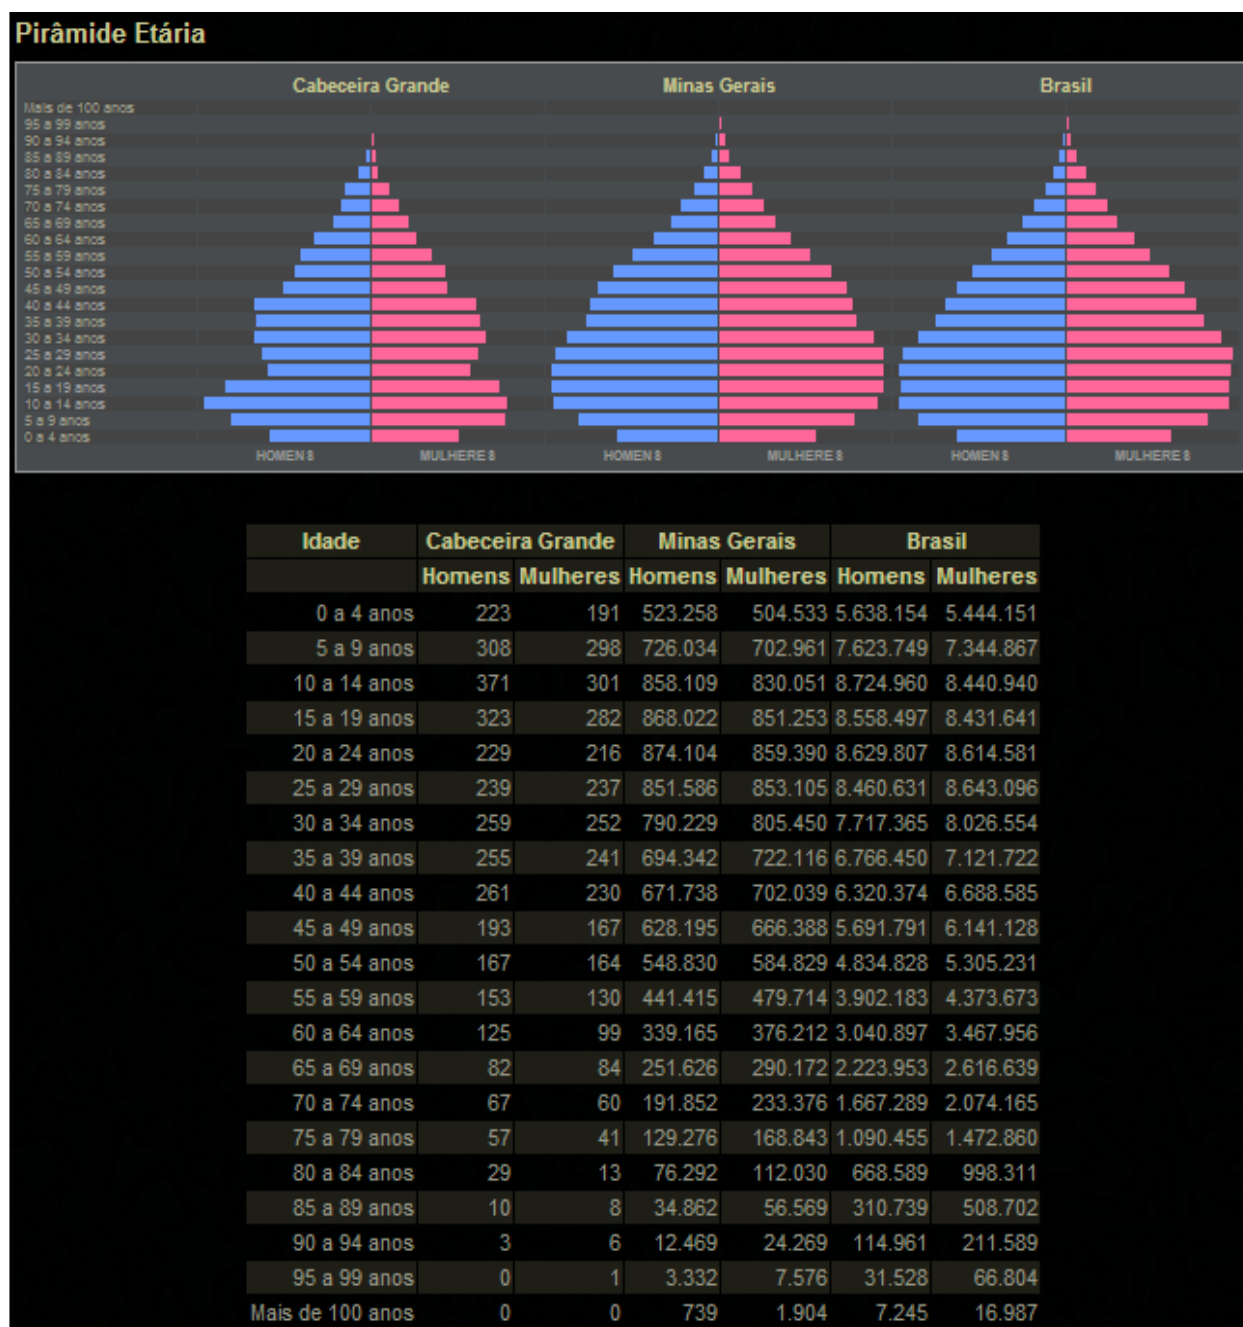 Pirâmide Etária
Cabeceira Grande Minas Gerais Brasil
Mais de 100 anos
95 a 99 anos
90 a 94 anos
85 a 89 anos
80 a 84 anos
75 a 79 anos
70 a 74 anos
65 a 69 anos
60 a 64 anos
55 a 59 anos
50 a 54 anos
45 a 49 anos
40 a 44 anos
35 a 39 anos
30 a 34 anos
25 a 29 anos
20 a 24 anos
15 a 19 anos
10 a 14 anos
5 a 9 anos
0 a 4 anos
HOMENS MULHERES HOMENS MULHERES HOMENS MULHERES
Idade Cabeceira Grande Minas Gerais Brasil
Homens Mulheres Homens Mulheres Homens Mulheres
0 a 4 anos 223 191 523.258 504.533 5.638.154 5.444.151
5 a 9 anos 308 298 726.034 702.961 7.623.749 7.344.867
10 a 14 anos 371 301 858.109 830.051 8.724.960 8.440.940
15 a 19 anos 323 282 868.022 851.253 8.558.497 8.431.641
20 a 24 anos 229 216 874.104 859.390 8.629.807 8.614.581
25 a 29 anos 239 237 851.586 853.105 8.460.631 8.643.096
30 a 34 anos 259 252 790.229 805.450 7.717.365 8.026.554
35 a 39 anos 255 241 694.342 722.116 6.766.450 7.121.722
40 a 44 anos 261 230 671.738 702.039 6.320.374 6.688.585
45 a 49 anos 193 167 628.195 666.388 5.691.791 6.141.128
50 a 54 anos 167 164 548.830 584.829 4.834.828 5.305.231
55 a 59 anos 153 130 441.415 479.714 3.902.183 4.373.673
60 a 64 anos 125 99 339.165 376.212 3.040.897 3.467.956
65 a 69 anos 82 84 251.626 290.172 2.223.953 2.616.639
70 a 74 anos 67 60 191.852 233.376 1.667.289 2.074.165
75 a 79 anos 57 41 129.276 168.843 1.090.455 1.472.860
80 a 84 anos 29 13 76.292 112.030 668.589 998.311
85 a 89 anos 10 8 34.862 56.569 310.739 508.702
90 a 94 anos 3 6 12.469 24.269 114.961 211.589
95 a 99 anos 0 1 3.332 7.576 31.528 66.804
Mais de 100 anos 0 0 739 1.904 7.245 16.987